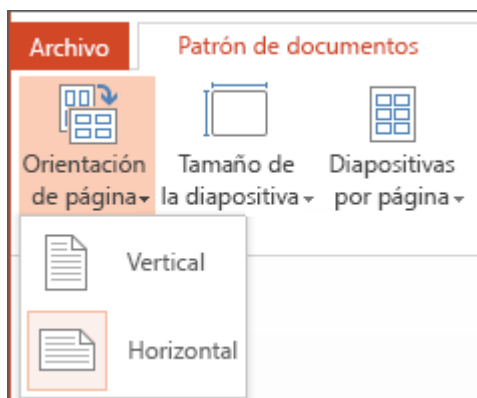 Archivo Patrón de documentos
Orientación de página Tamaño de la diapositiva Diapositivas por página
Vertical
Horizontal